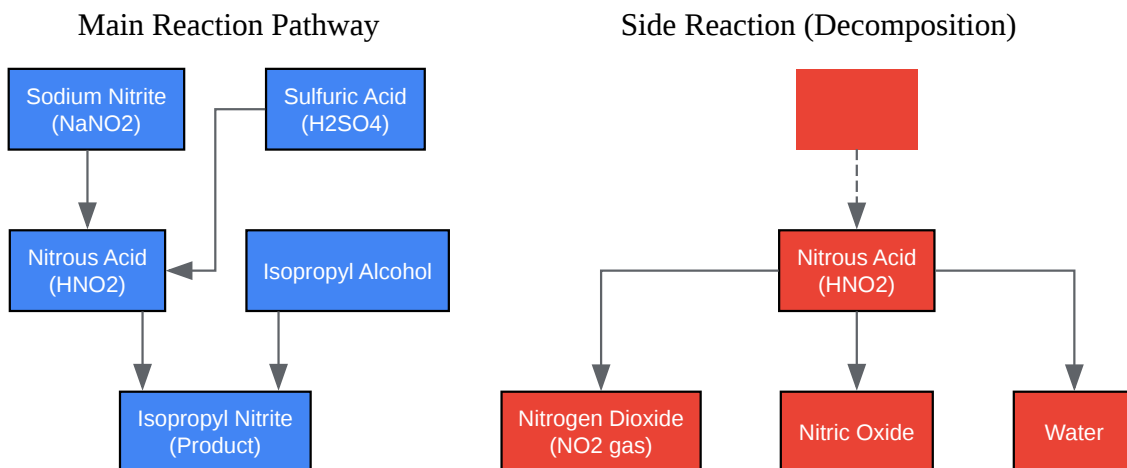 Main Reaction Pathway
Side Reaction (Decomposition)
Sodium Nitrite
(NaNO2)
Sulfuric Acid
(H2SO4)
Nitrous Acid
(HNO2)
Isopropyl Alcohol
Nitrous Acid
(HNO2)
Isopropyl Nitrite
(Product)
Nitrogen Dioxide
(NO2 gas)
Nitric Oxide
Water